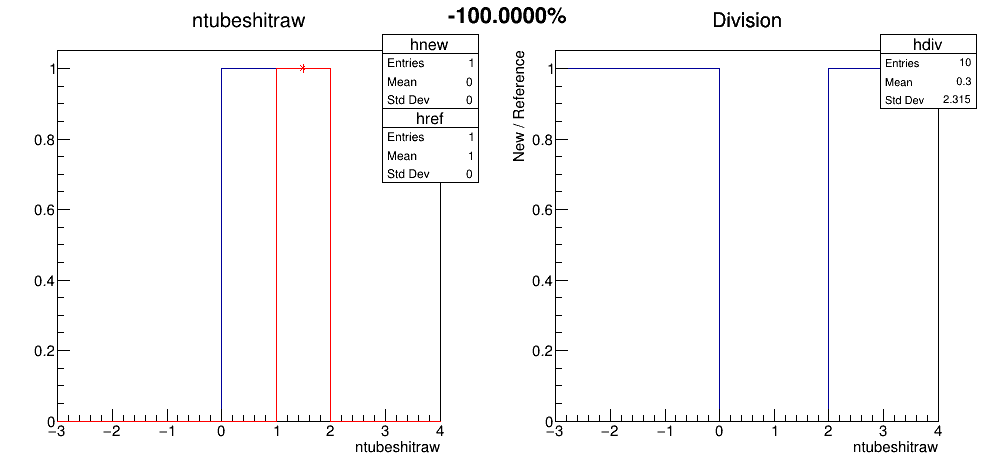 -100.0000%
ntubeshitraw
hnew
Entries 1
Mean 0
Std Dev 0
href
Entries 1
Mean 1
Std Dev 0
1
0.8
0.6
0.4
0.2
0
−3 −2 −1 0 1 2 3 4
ntubeshitraw
Division
hdiv
Entries 10
Mean 0.3
Std Dev 2.315
New / Reference
1
0.8
0.6
0.4
0.2
0
−3 −2 −1 0 1 2 3 4
ntubeshitraw